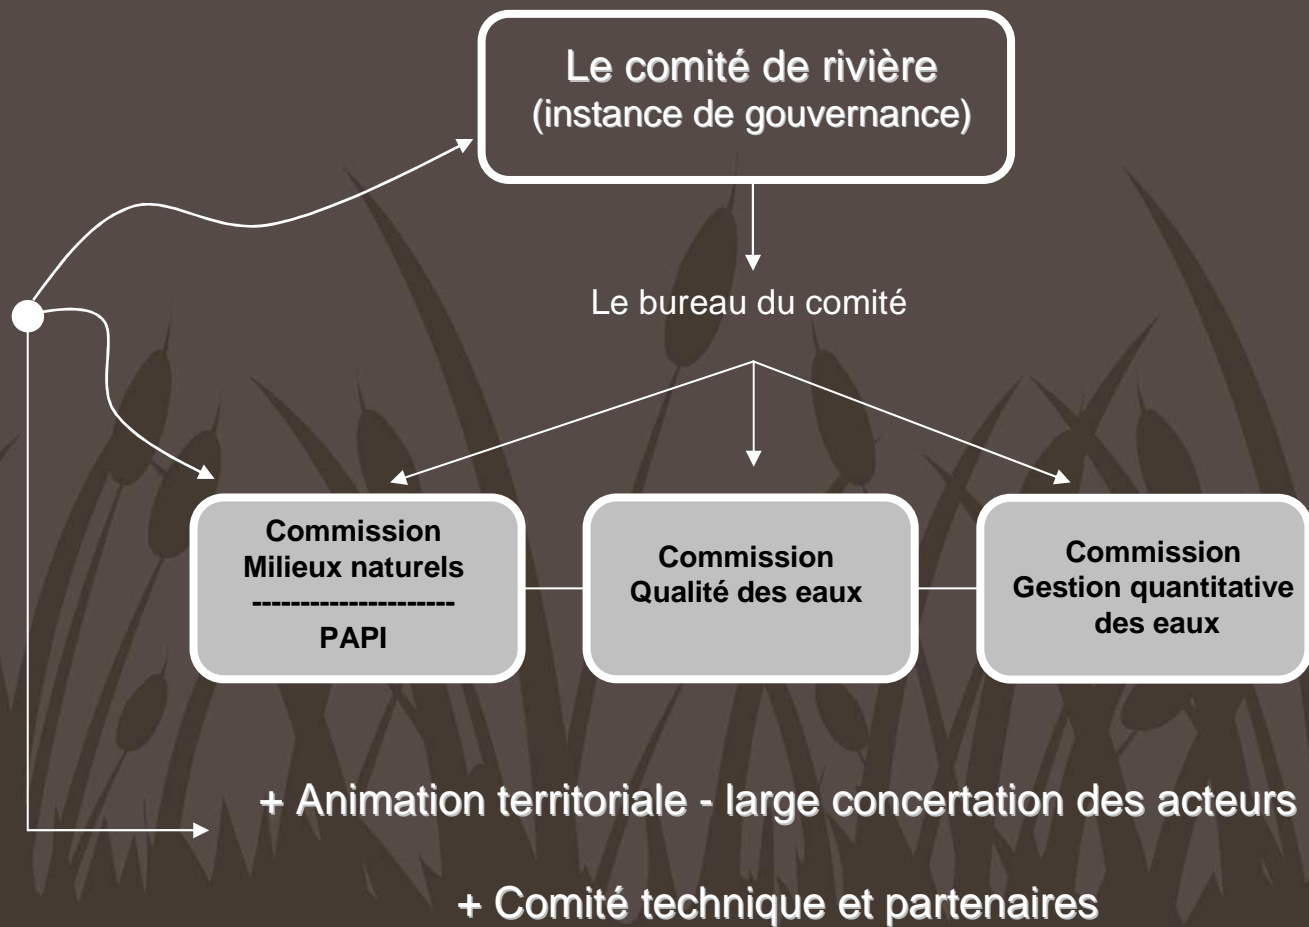 Le comité de rivière
(instance de gouvernance)
Le bureau du comité
Commission
Milieux naturels
---------------------
PAPI
Commission
Qualité des eaux
Commission
Gestion quantitative
des eaux
+ Animation territoriale - large concertation des acteurs
+ Comité technique et partenaires